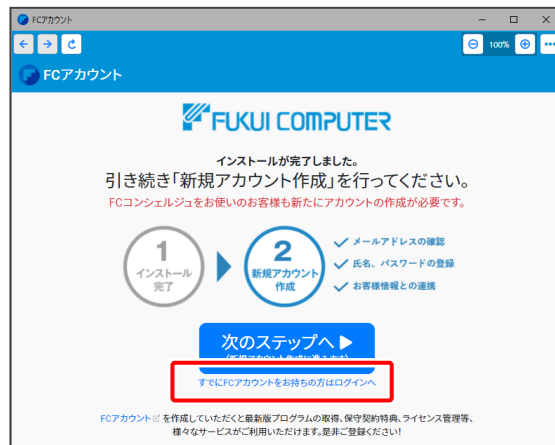 FCアカウント
100%
FCアカウント
FUKUI COMPUTER
インストールが完了しました。
引き続き「新規アカウント作成」を行ってください。
FCコンシェルジュをお使いのお客様も新たにアカウントの作成が必要です。
1
インストール
完了
2
新規アカウント
作成
メールアドレスの確認
氏名、パスワードの登録
お客様情報との連携
次のステップへ ▶
すでにFCアカウントをお持ちの方はログインへ
FCアカウント を作成していただくと最新版プログラムの取得、保守契約特典、ライセンス管理等、
様々なサービスがご利用いただけます。是非ご登録ください!